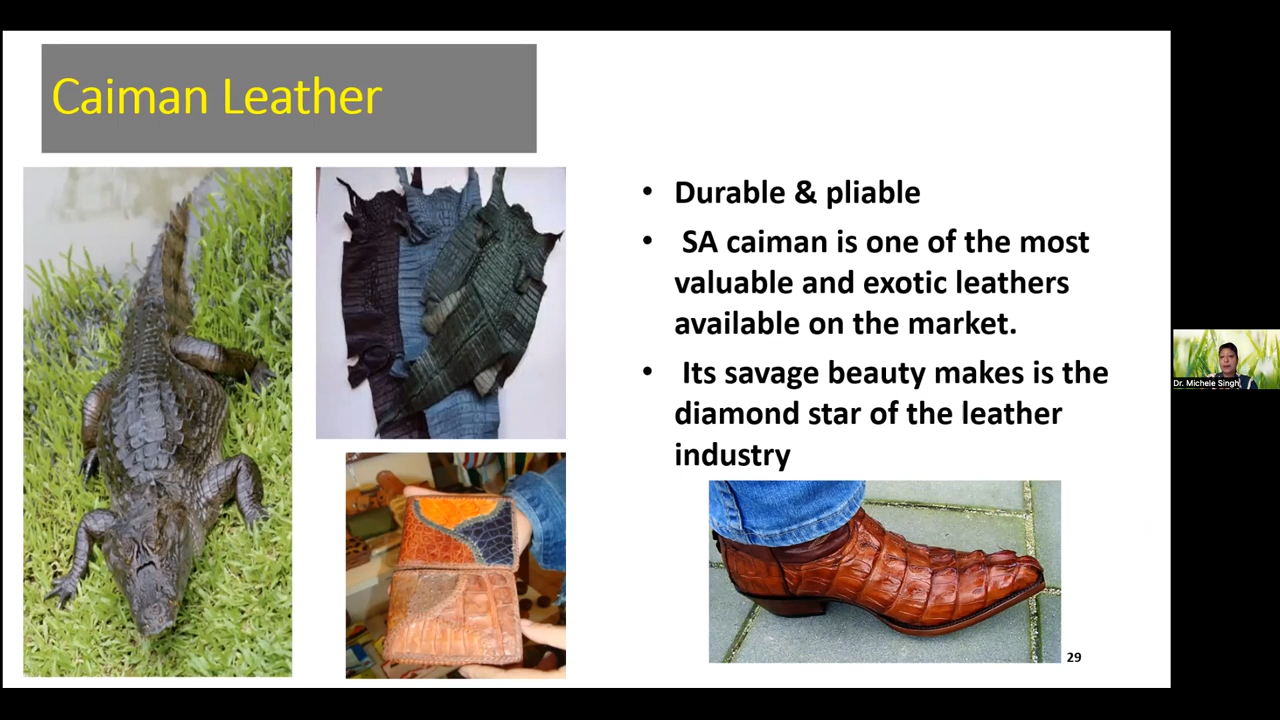 Caiman Leather
• Durable & pliable
• SA caiman is one of the most
valuable and exotic leathers
available on the market.
• Its savage beauty makes is the
diamond star of the leather
industry
29
Dr. Michele Singh